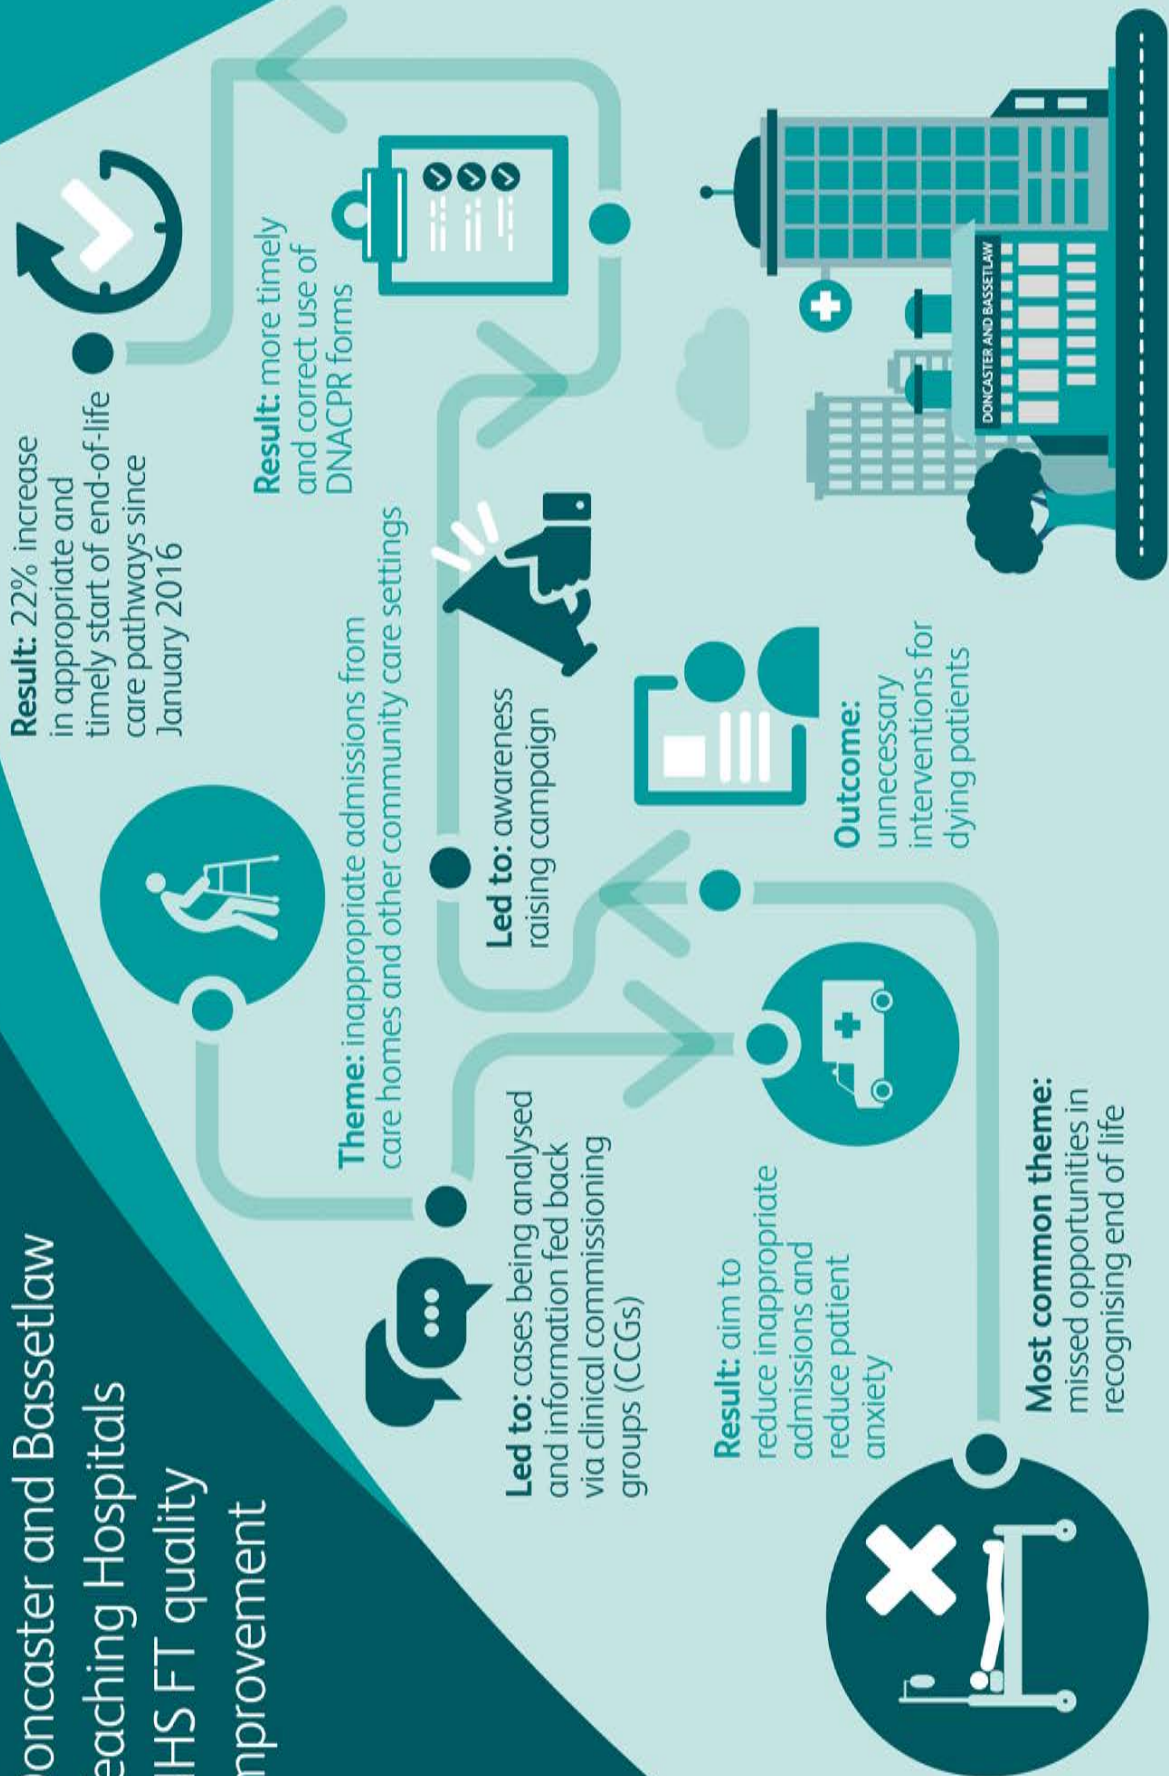 oncaster and Bassetlaw
eaching Hospitals
HS FT quality
mprovement
Theme: inappropriate admissions from
care homes and other community care settings
Led to: cases being analysed
and information fed back
via clinical commissioning
groups (CCGs)
Result: aim to
reduce inappropriate
admissions and
reduce patient
anxiety
Most common theme:
missed opportunities in
recognising end of life
Outcome:
unnecessary
interventions for
dying patients
Led to: awareness
raising campaign
Result: more timely
and correct use of
DNACPR forms
Result: 22% increase
in appropriate and
timely start of end-of-life
care pathways since
January 2016
DONCASTER AND BASSETLAW